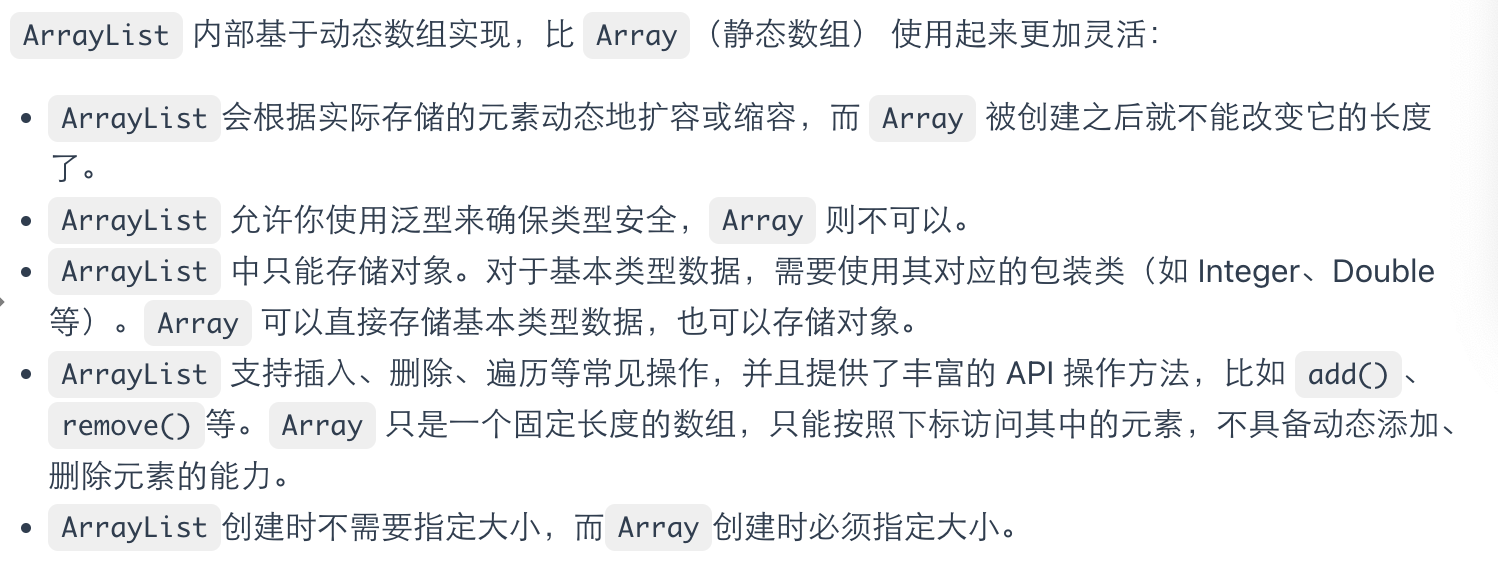 ArrayList 内部基于动态数组实现，比 Array（静态数组） 使用起来更加灵活：
• ArrayList会根据实际存储的元素动态地扩容或缩容，而 Array 被创建之后就不能改变它的长度
了。
• ArrayList 允许你使用泛型来确保类型安全，Array 则不可以。
• ArrayList 中只能存储对象。对于基本类型数据，需要使用其对应的包装类（如 Integer、Double
等）。Array 可以直接存储基本类型数据，也可以存储对象。
• ArrayList 支持插入、删除、遍历等常见操作，并且提供了丰富的 API 操作方法，比如 add()、
remove()等。Array 只是一个固定长度的数组，只能按照下标访问其中的元素，不具备动态添加、
删除元素的能力。
• ArrayList创建时不需要指定大小，而Array创建时必须指定大小。